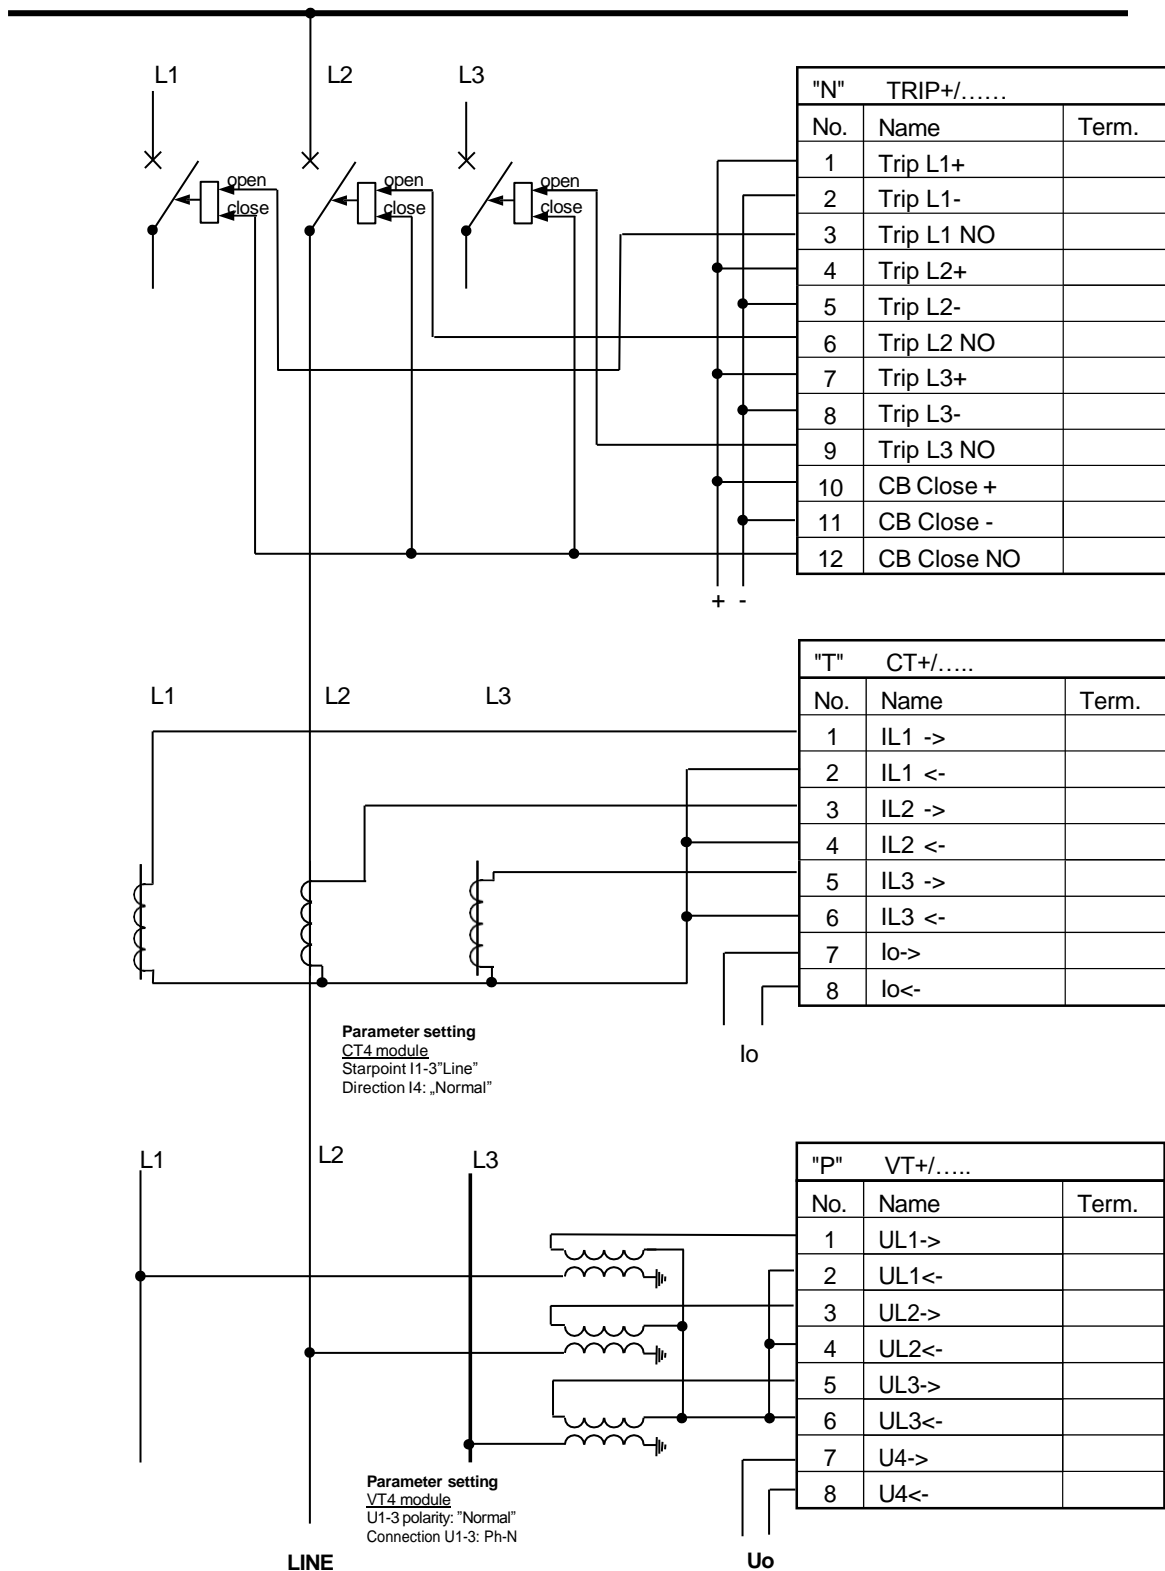 L1 L2 L3
open
close
open
close
open
close
"N" TRIP+/......
No. Name Term.
1 Trip L1+
2 Trip L1-
3 Trip L1 NO
4 Trip L2+
5 Trip L2-
6 Trip L2 NO
7 Trip L3+
8 Trip L3-
9 Trip L3 NO
10 CB Close +
11 CB Close -
12 CB Close NO
+ -
L1 L2 L3
"T" CT+/.....
No. Name Term.
1 IL1 ->
2 IL1 <-
3 IL2 ->
4 IL2 <-
5 IL3 ->
6 IL3 <-
7 Io->
8 Io<-
Io
Parameter setting
CT4 module
Starpoint I1-3”Line”
Direction I4: „Normal”
L1 L2 L3
"P" VT+/.....
No. Name Term.
1 UL1->
2 UL1<-
3 UL2->
4 UL2<-
5 UL3->
6 UL3<-
7 U4->
8 U4<-
Parameter setting
VT4 module
U1-3 polarity: ”Normal”
Connection U1-3: Ph-N
LINE
Uo